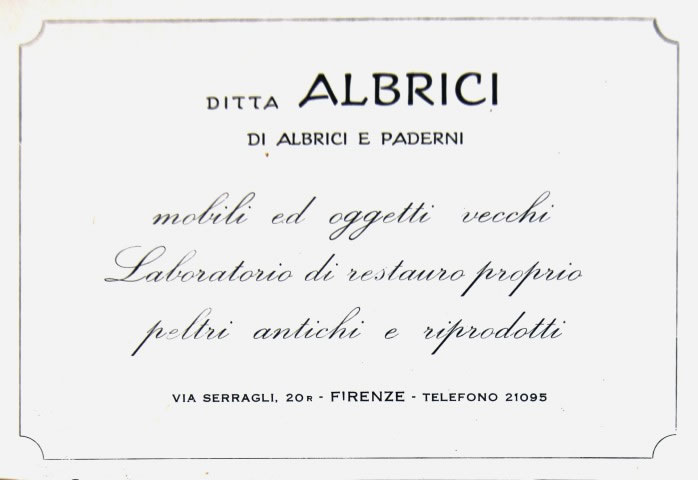 DITTA ALBRICI
DI ALBRICI E PADERNI
mobili ed oggetti vecchi
Laboratorio di restauro proprio
peltri antichi e riprodotti
VIA SERRAGLI, 20R - FIRENZE - TELEFONO 21095